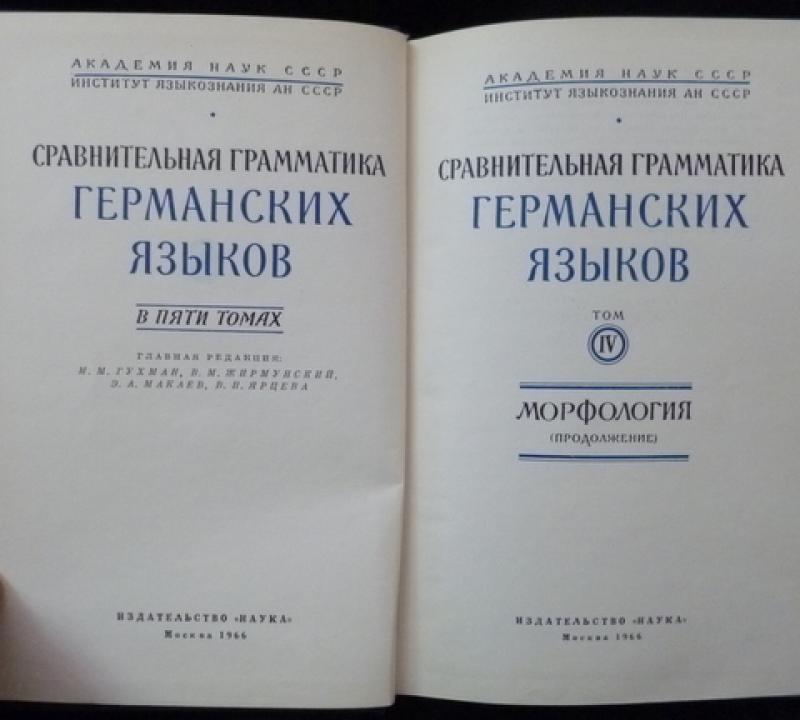 АКАДЕМИЯ НАУК СССР
ИНСТИТУТ ЯЗЫКОЗНАНИЯ АН СССР
СРАВНИТЕЛЬНАЯ ГРАММАТИКА
ГЕРМАНСКИХ
ЯЗЫКОВ
В ПЯТИ ТОМАХ
ГЛАВНАЯ РЕДАКЦИЯ:
М. М. ГУХМАН, В. М. ЖИРМУНСКИЙ,
Э. А. МАКАЕВ, В. Н. ЯРЦЕВА
ИЗДАТЕЛЬСТВО «НАУКА»
Москва 1966
АКАДЕМИЯ НАУК СССР
ИНСТИТУТ ЯЗЫКОЗНАНИЯ АН СССР
СРАВНИТЕЛЬНАЯ ГРАММАТИКА
ГЕРМАНСКИХ
ЯЗЫКОВ
ТОМ
IV
МОРФОЛОГИЯ
(ПРОДОЛЖЕНИЕ)
ИЗДАТЕЛЬСТВО «НАУКА»
Москва 1966